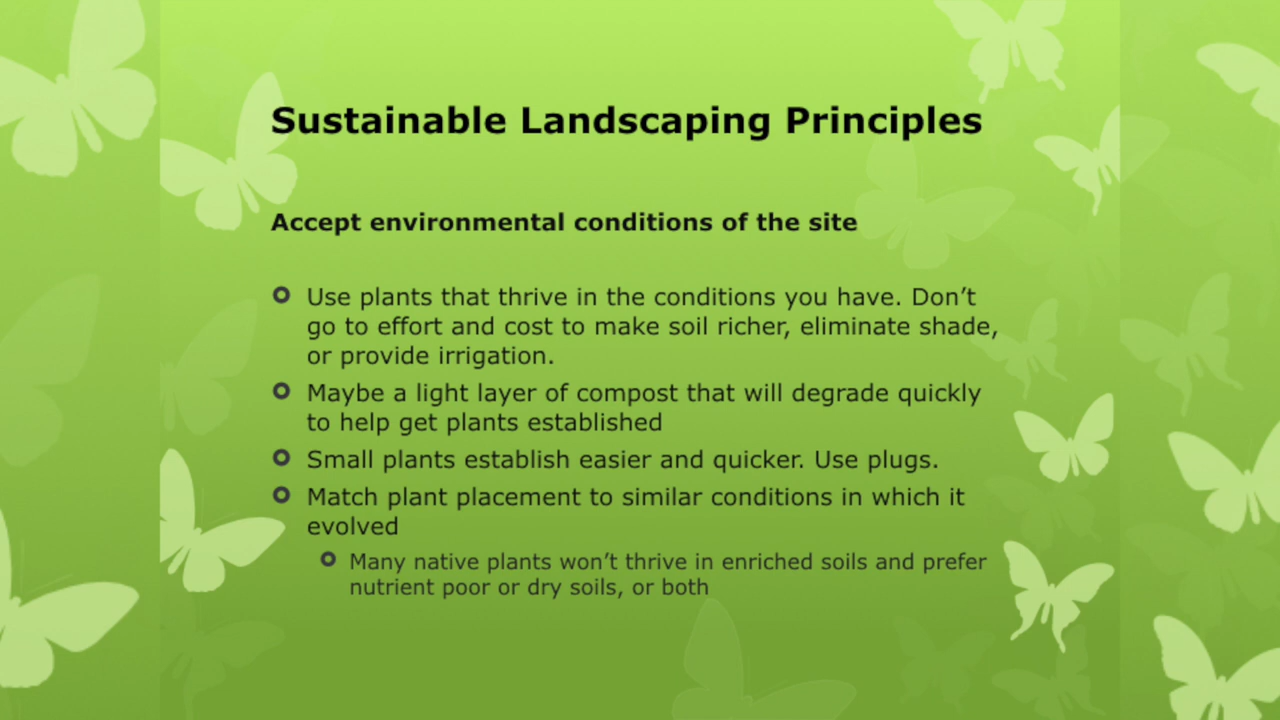 Sustainable Landscaping Principles
Accept environmental conditions of the site
Use plants that thrive in the conditions you have. Don’t
go to effort and cost to make soil richer, eliminate shade,
or provide irrigation.
Maybe a light layer of compost that will degrade quickly
to help get plants established
Small plants establish easier and quicker. Use plugs.
Match plant placement to similar conditions in which it
evolved
Many native plants won’t thrive in enriched soils and prefer
nutrient poor or dry soils, or both